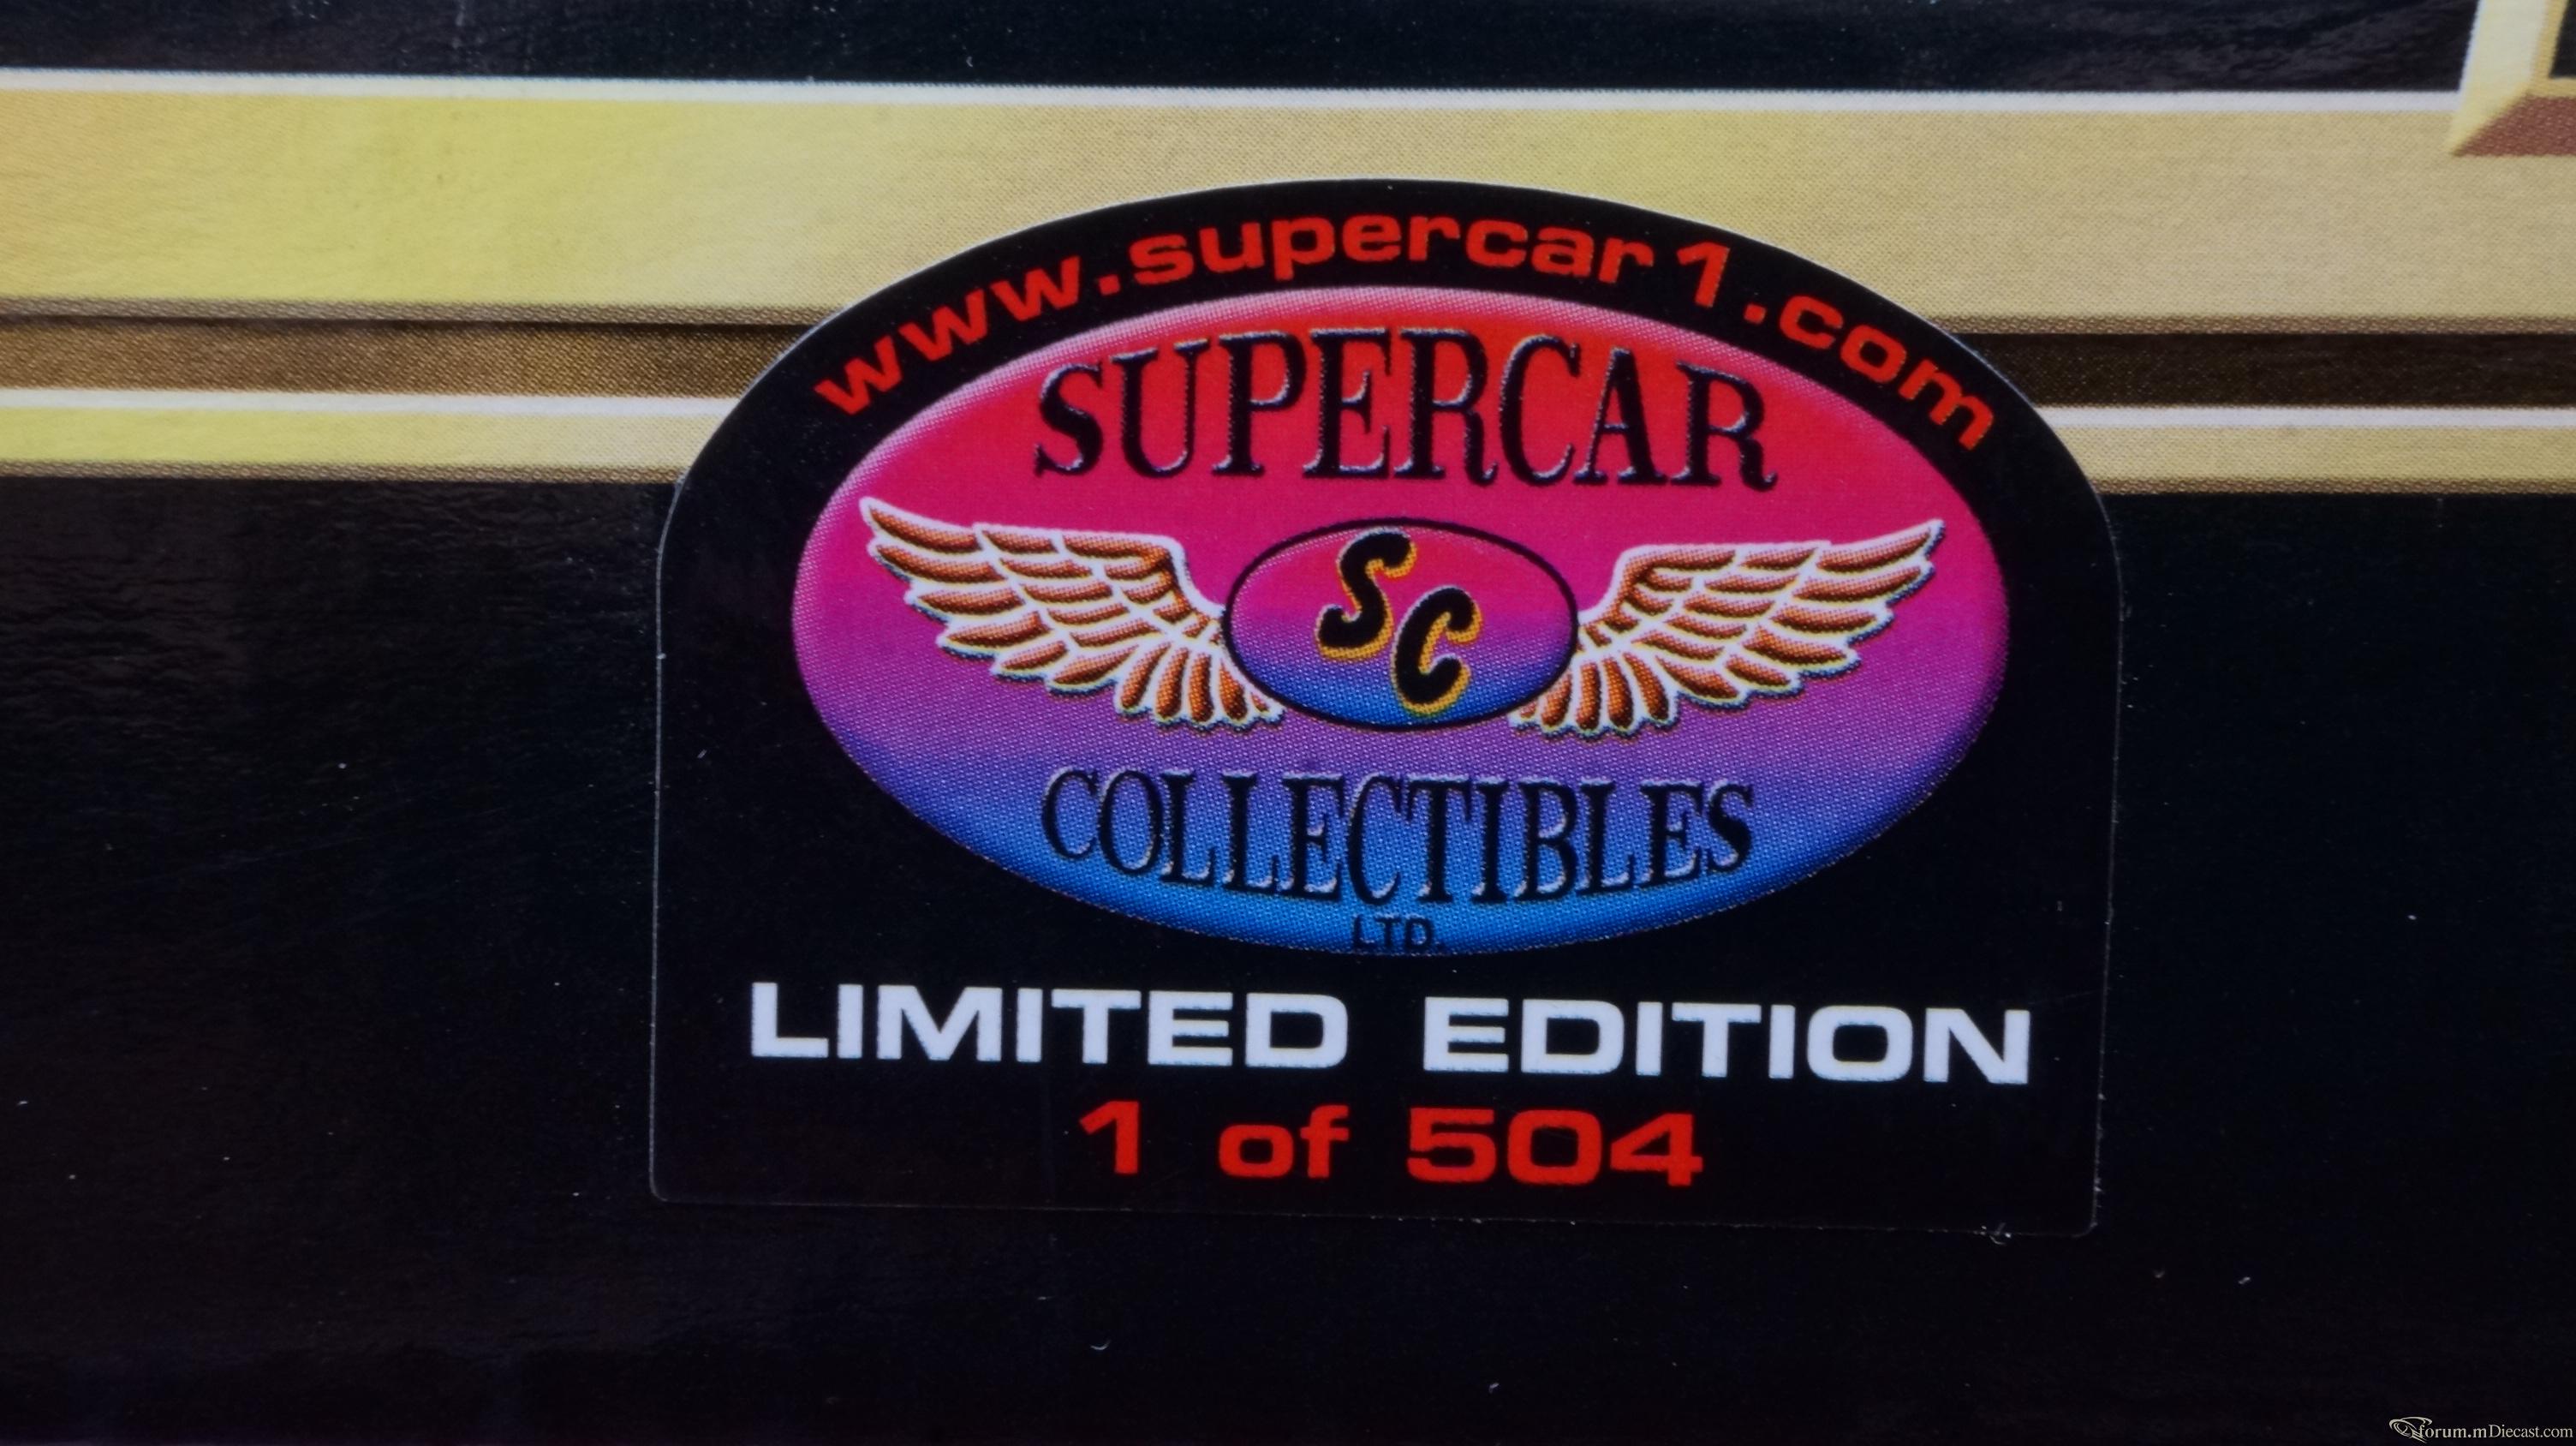 www.supercar1.com
SUPERCAR
SC
COLLECTIBLES
LTD.
LIMITED EDITION
1 of 504
forum.mDiecast.com